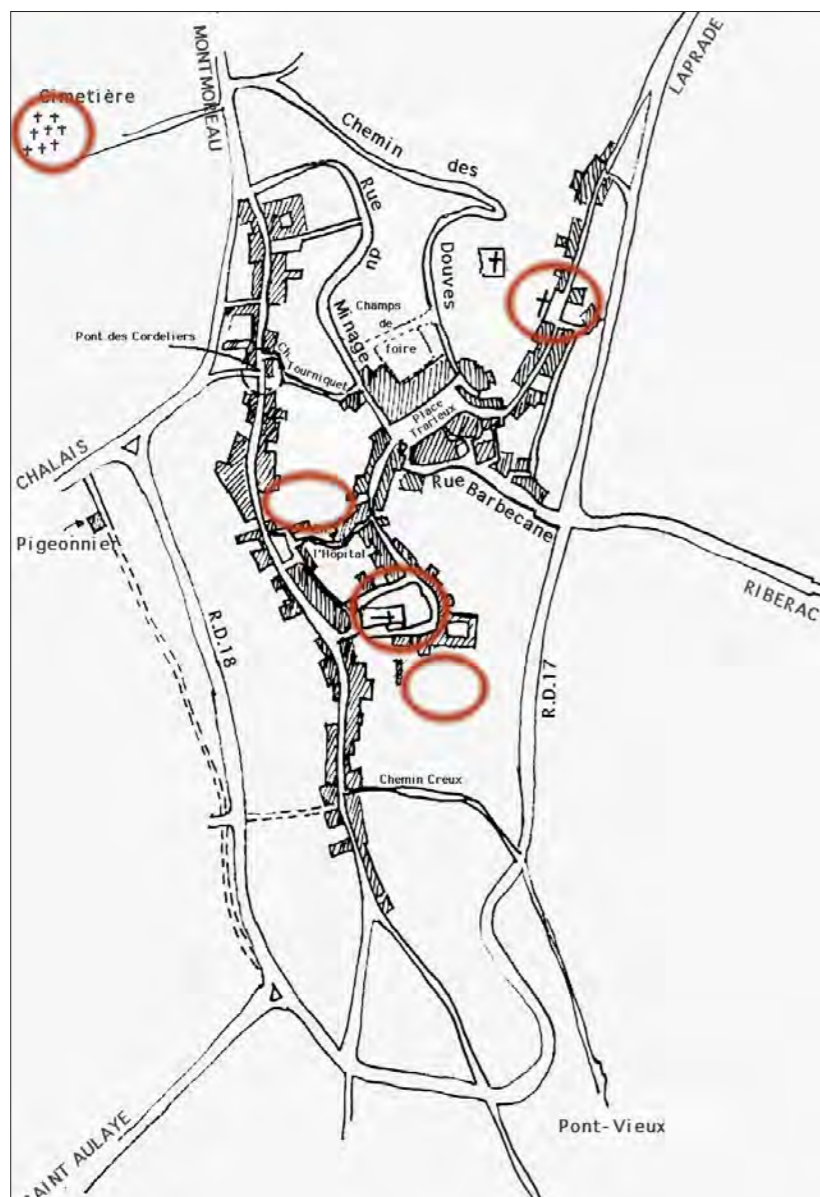 MONTMOREAU
LAPRADE
Cimetière
Chemin des
Douves
Rue
du
Minage
Champs
de
foire
Pont des Cordeliers
Ch. Tourniquet
Place
Trarieux
CHALAIS
Rue Barbecane
Pigeonnier
l'Hôpital
RIBERAC
R.D.18
R.D.17
Chemin Creux
Pont-Vieux
SAINT AULAYE